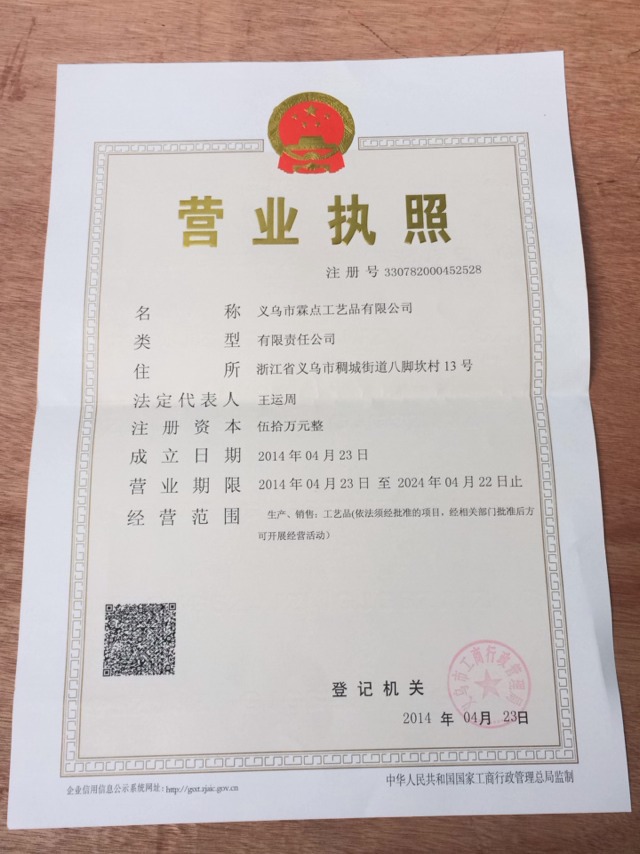 营业执照
注册号 330782000452528
名称 义乌市霖点工艺品有限公司
类型 有限责任公司
住所 浙江省义乌市稠城街道八脚坎村13号
法定代表人 王运周
注册资本 伍拾万元整
成立日期 2014年04月23日
营业期限 2014年04月23日 至 2024年04月22日止
经营范围 生产、销售：工艺品(依法须经批准的项目，经相关部门批准后方
可开展经营活动）
登记机关
义乌市工商行政管理局
2014 年 04月 23日
企业信用信息公示系统网址：http://gsxt.zjaic.gov.cn
中华人民共和国国家工商行政管理总局监制